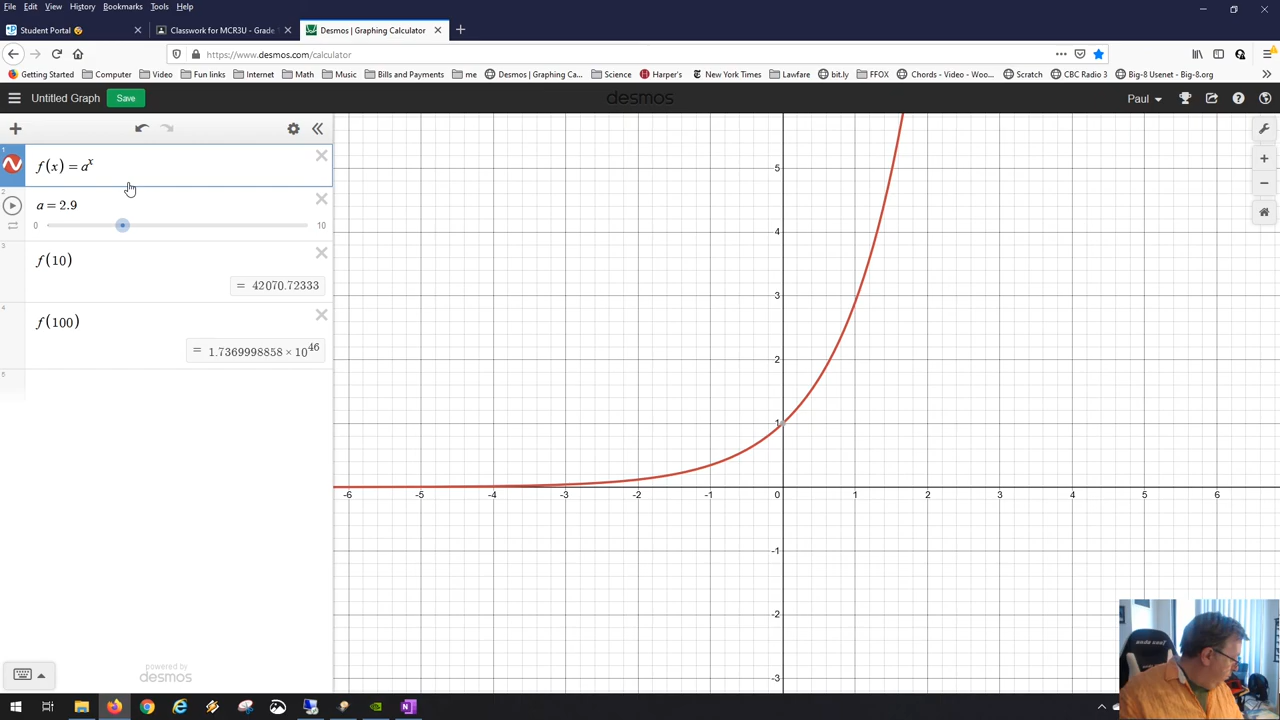 File Edit View History Bookmarks Tools Help
Student Portal
Classwork for MCR3U - Grade
Desmos | Graphing Calculator
https://www.desmos.com/calculator
Getting Started Computer Video Fun links Internet Math Music Bills and Payments me Desmos | Graphing Ca... Science Harper's New York Times Lawfare bit.ly FFOX Chords - Video - Woo... Scratch CBC Radio 3 Big-8 Usenet - Big-8.org
Untitled Graph Save desmos Paul
1
f(x) = a^x
2
a = 2.9
0 10
3
f(10)
= 42070.72333
4
f(100)
= 1.7369998858 × 10^46
5
powered by
desmos
5
4
3
2
1
-6 -5 -4 -3 -2 -1 0 1 2 3 4 5 6
-1
-2
-3